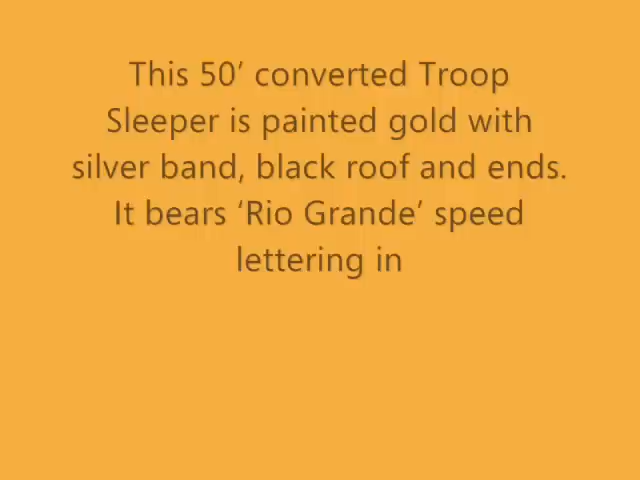 This 50’ converted Troop
Sleeper is painted gold with
silver band, black roof and ends.
It bears ‘Rio Grande’ speed
lettering in